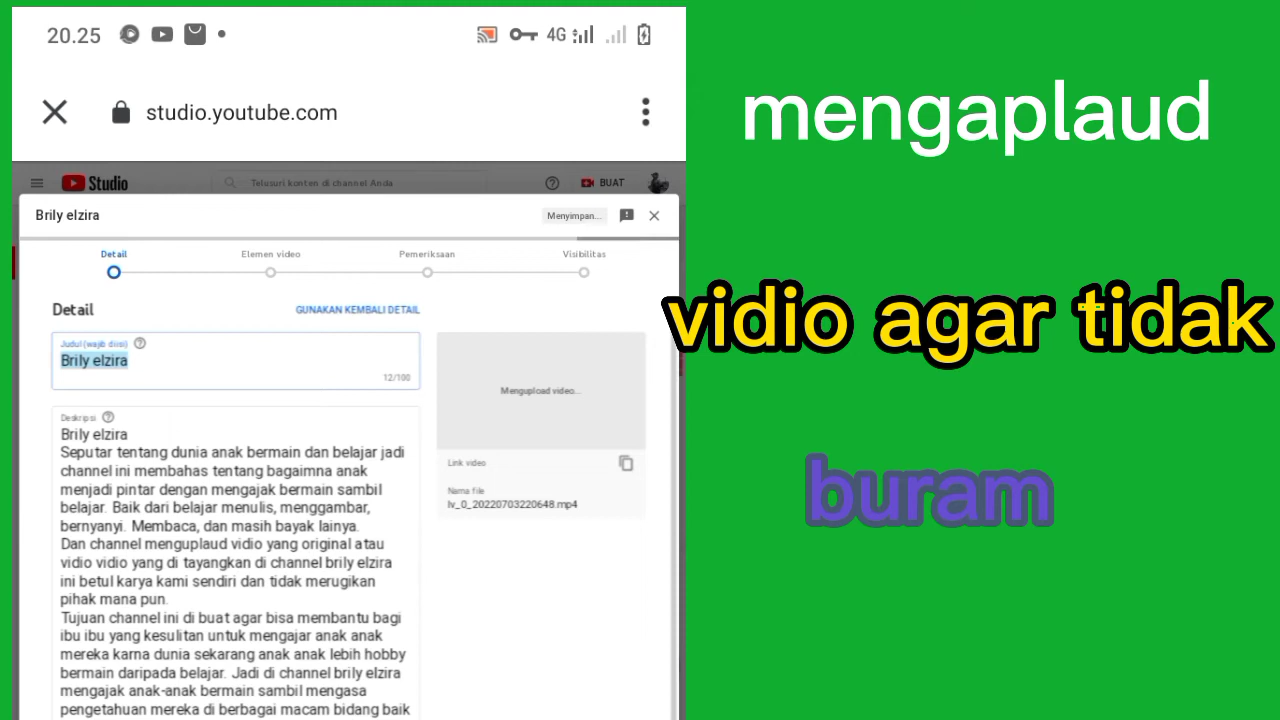 20.25
4G
studio.youtube.com
Studio
Telusuri konten di channel Anda
BUAT
Brily elzira
Menyimpan...
Detail
Elemen video
Pemeriksaan
Visibilitas
Detail
GUNAKAN KEMBALI DETAIL
Judul (wajib diisi)
Brily elzira
12/100
Deskripsi
Brily elzira
Seputar tentang dunia anak bermain dan belajar jadi
channel ini membahas tentang bagaimna anak
menjadi pintar dengan mengajak bermain sambil
belajar. Baik dari belajar menulis, menggambar,
bernyanyi. Membaca, dan masih bayak lainya.
Dan channel menguplaud vidio yang original atau
vidio vidio yang di tayangkan di channel brily elzira
ini betul karya kami sendiri dan tidak merugikan
pihak mana pun.
Tujuan channel ini di buat agar bisa membantu bagi
ibu ibu yang kesulitan untuk mengajar anak anak
mereka karna dunia sekarang anak anak lebih hobby
bermain daripada belajar. Jadi di channel brily elzira
mengajak anak-anak bermain sambil mengasa
pengetahuan mereka di berbagai macam bidang baik
Mengupload video...
Link video
Nama file
lv_0_20220703220648.mp4
mengaplaud
vidio agar tidak
buram